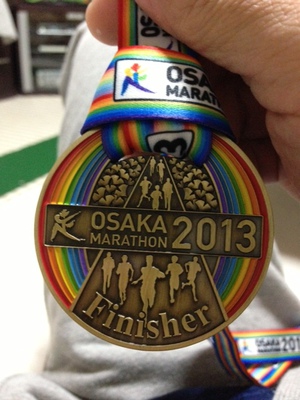 OSAKA
MARATHON
OSAKA
MARATHON 2013
Finisher
OSAKA
MARATHON 201